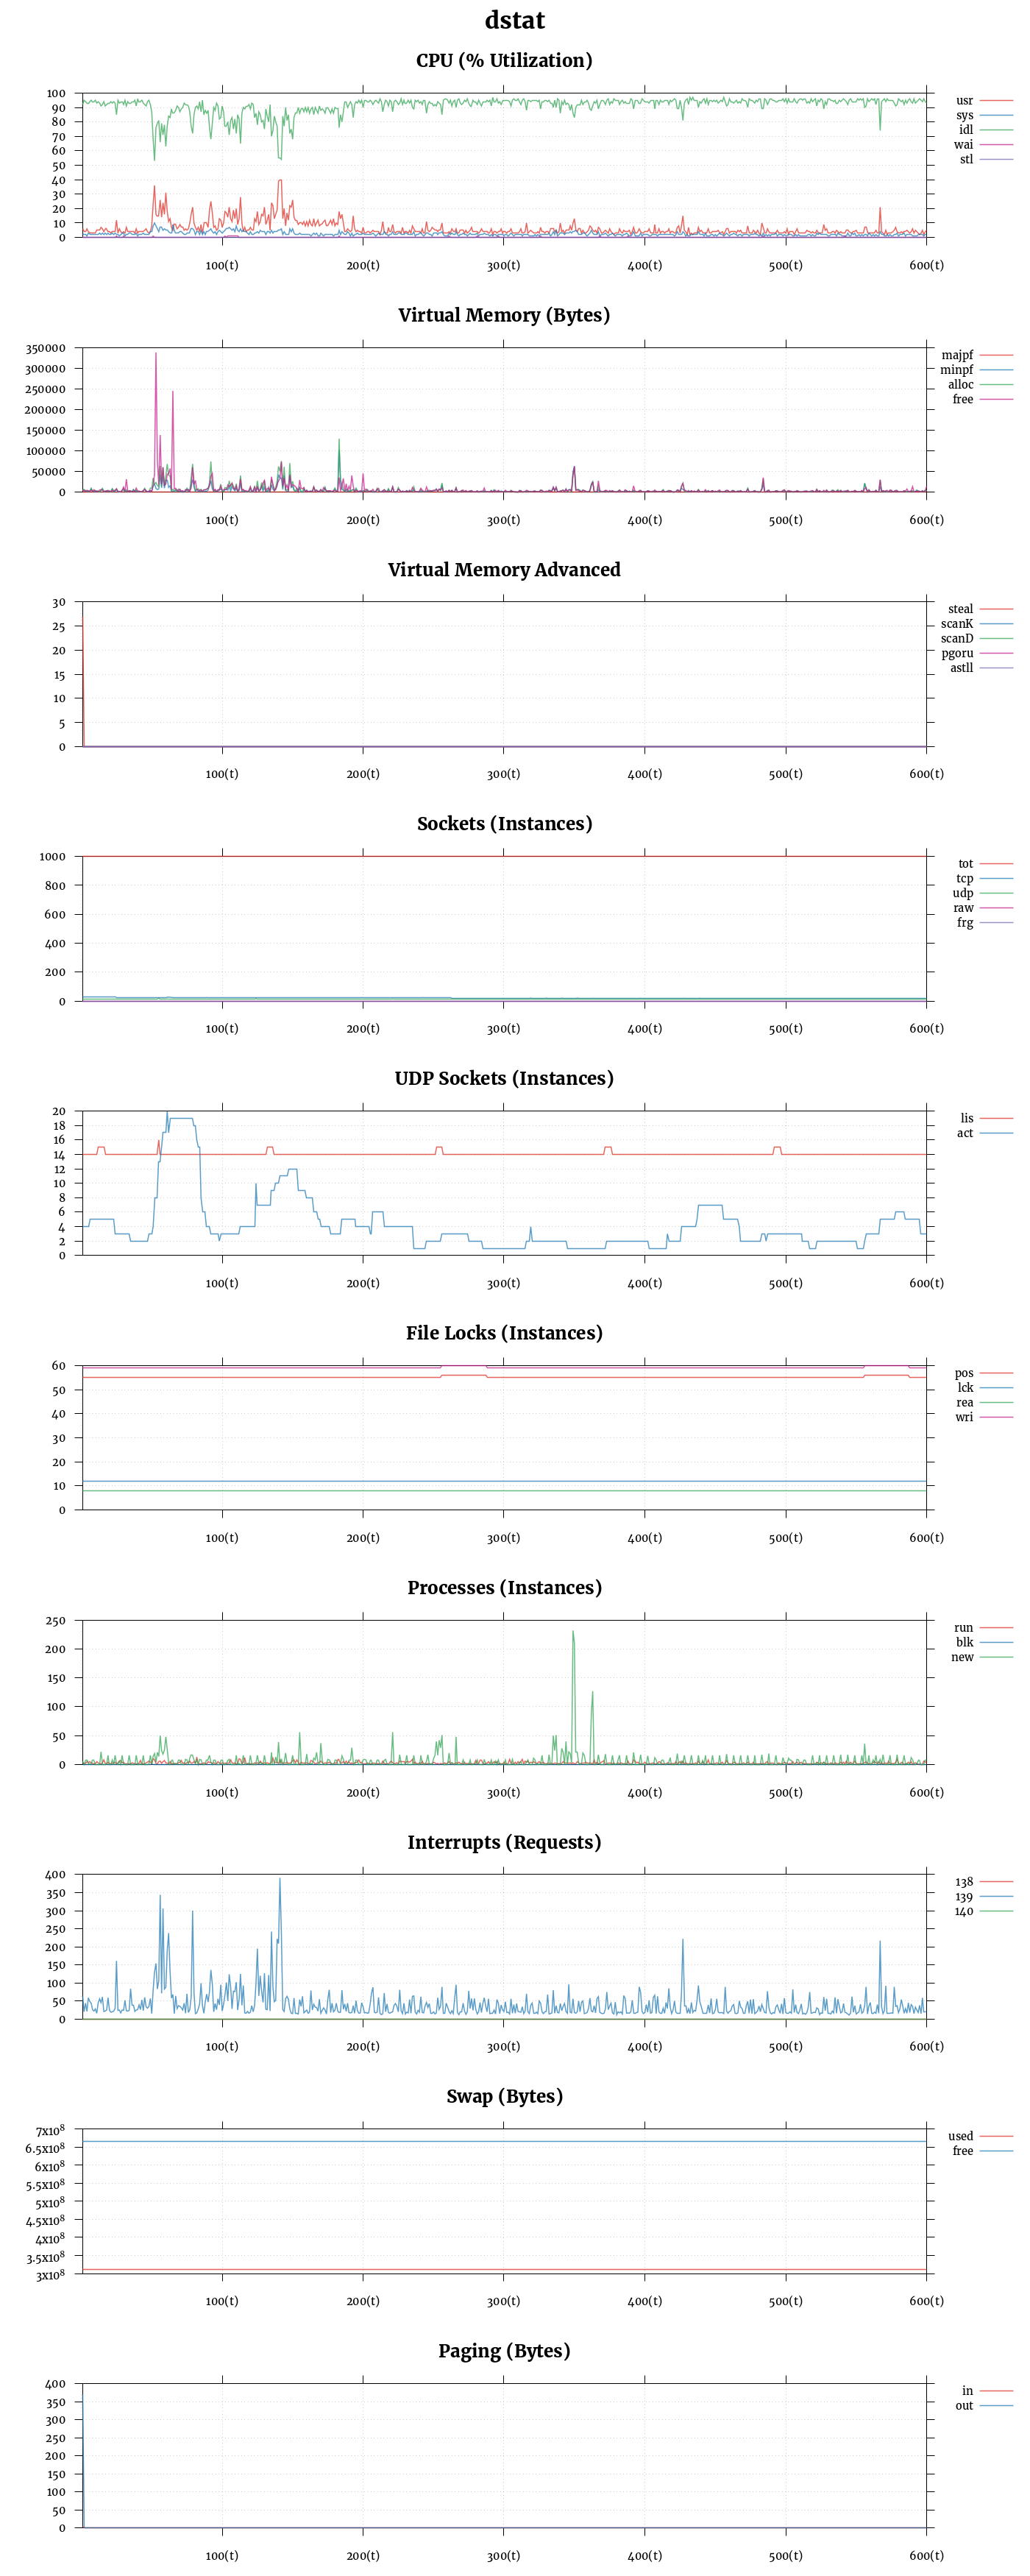 dstat
CPU (% Utilization)
100
90
80
70
60
50
40
30
20
10
0
100(t) 200(t) 300(t) 400(t) 500(t) 600(t)
usr
sys
idl
wai
stl
Virtual Memory (Bytes)
350000
300000
250000
200000
150000
100000
50000
0
100(t) 200(t) 300(t) 400(t) 500(t) 600(t)
majpf
minpf
alloc
free
Virtual Memory Advanced
30
25
20
15
10
5
0
100(t) 200(t) 300(t) 400(t) 500(t) 600(t)
steal
scanK
scanD
pgoru
astll
Sockets (Instances)
1000
800
600
400
200
0
100(t) 200(t) 300(t) 400(t) 500(t) 600(t)
tot
tcp
udp
raw
frg
UDP Sockets (Instances)
20
18
16
14
12
10
8
6
4
2
0
100(t) 200(t) 300(t) 400(t) 500(t) 600(t)
lis
act
File Locks (Instances)
60
50
40
30
20
10
0
100(t) 200(t) 300(t) 400(t) 500(t) 600(t)
pos
lck
rea
wri
Processes (Instances)
250
200
150
100
50
0
100(t) 200(t) 300(t) 400(t) 500(t) 600(t)
run
blk
new
Interrupts (Requests)
400
350
300
250
200
150
100
50
0
100(t) 200(t) 300(t) 400(t) 500(t) 600(t)
138
139
140
Swap (Bytes)
7x10⁸
6.5x10⁸
6x10⁸
5.5x10⁸
5x10⁸
4.5x10⁸
4x10⁸
3.5x10⁸
3x10⁸
100(t) 200(t) 300(t) 400(t) 500(t) 600(t)
used
free
Paging (Bytes)
400
350
300
250
200
150
100
50
0
100(t) 200(t) 300(t) 400(t) 500(t) 600(t)
in
out